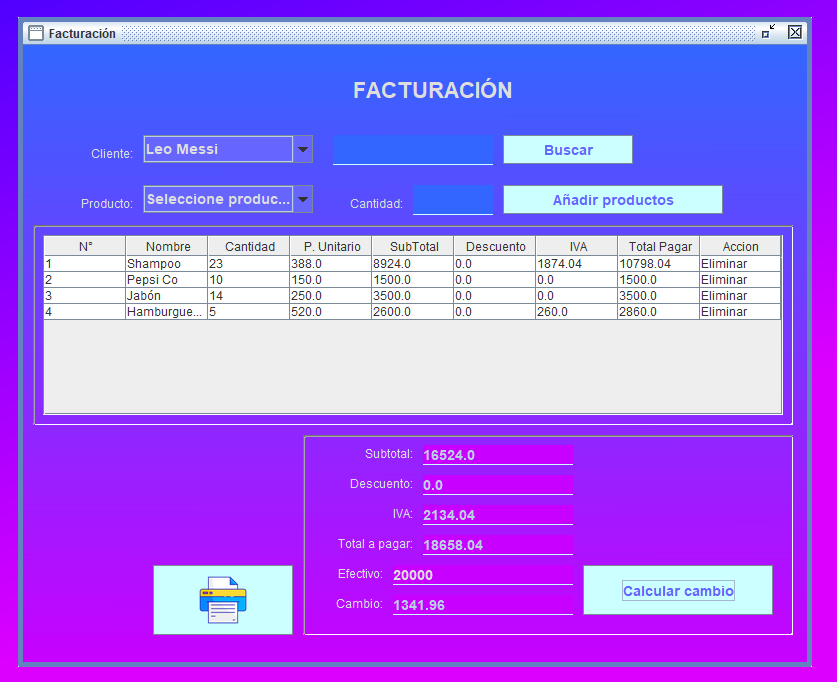 Facturación
FACTURACIÓN
Cliente: Leo Messi Buscar
Producto: Seleccione produc... Cantidad: Añadir productos
N° Nombre Cantidad P. Unitario SubTotal Descuento IVA Total Pagar Accion
1 Shampoo 23 388.0 8924.0 0.0 1874.04 10798.04 Eliminar
2 Pepsi Co 10 150.0 1500.0 0.0 0.0 1500.0 Eliminar
3 Jabón 14 250.0 3500.0 0.0 0.0 3500.0 Eliminar
4 Hamburgue... 5 520.0 2600.0 0.0 260.0 2860.0 Eliminar
Subtotal: 16524.0
Descuento: 0.0
IVA: 2134.04
Total a pagar: 18658.04
Efectivo: 20000
Calcular cambio
Cambio: 1341.96